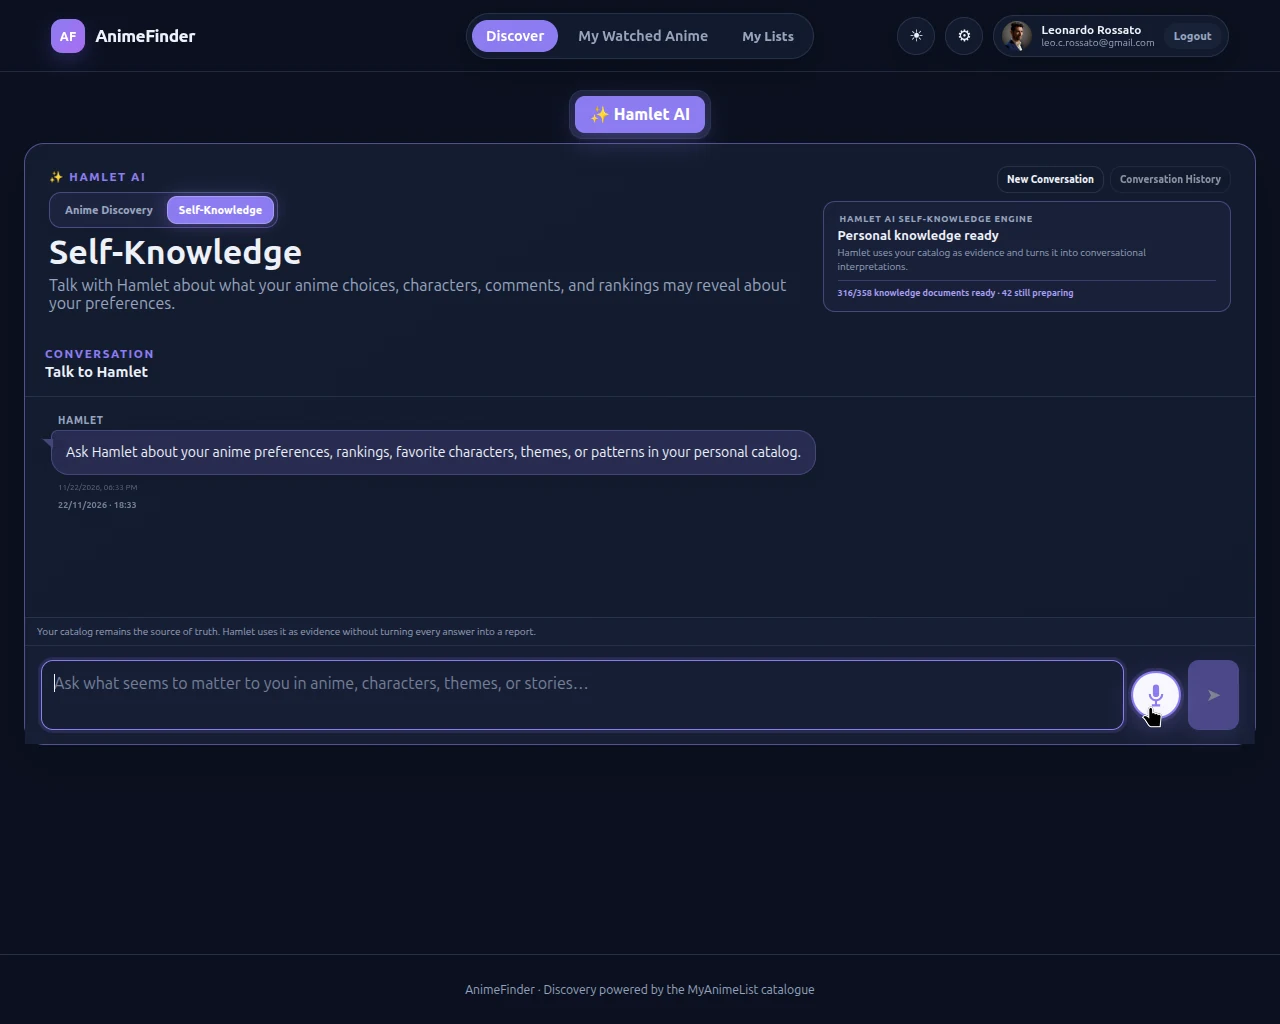 AF AnimeFinder
Discover My Watched Anime My Lists
Leonardo Rossato
leo.c.rossato@gmail.com
Logout
✨ Hamlet AI
✨ HAMLET AI
New Conversation Conversation History
Anime Discovery Self-Knowledge
Self-Knowledge
Talk with Hamlet about what your anime choices, characters, comments, and rankings may reveal about
your preferences.
HAMLET AI SELF-KNOWLEDGE ENGINE
Personal knowledge ready
Hamlet uses your catalog as evidence and turns it into conversational
interpretations.
316/358 knowledge documents ready · 42 still preparing
CONVERSATION
Talk to Hamlet
HAMLET
Ask Hamlet about your anime preferences, rankings, favorite characters, themes, or patterns in your personal catalog.
11/22/2026, 06:33 PM
22/11/2026 · 18:33
Your catalog remains the source of truth. Hamlet uses it as evidence without turning every answer into a report.
Ask what seems to matter to you in anime, characters, themes, or stories…
AnimeFinder · Discovery powered by the MyAnimeList catalogue